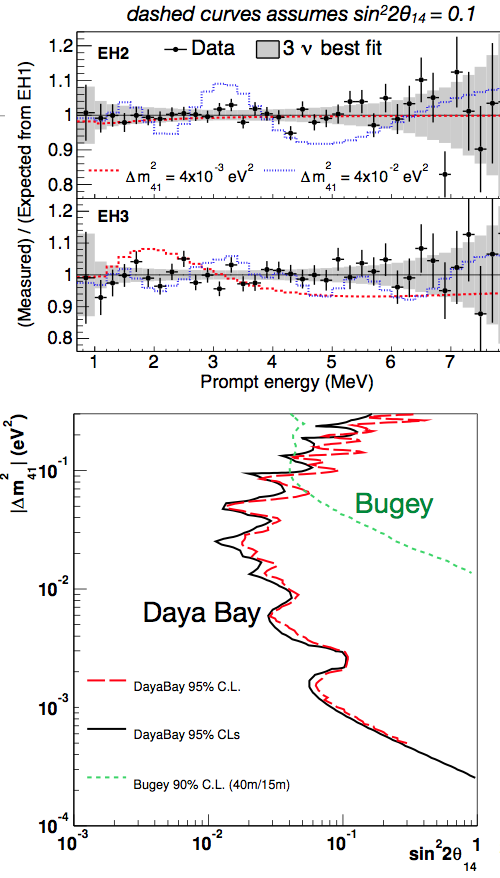 dashed curves assumes sin²2θ₁₄ = 0.1
(Measured) / (Expected from EH1)
1.2
1.1
1
0.9
0.8
EH2
Data
3 ν best fit
Δm²₄₁ = 4x10⁻³ eV²
Δm²₄₁ = 4x10⁻² eV²
1.2
1.1
1
0.9
0.8
EH3
1 2 3 4 5 6 7
Prompt energy (MeV)
|Δm²₄₁| (eV²)
10⁻¹
10⁻²
10⁻³
10⁻⁴
Bugey
Daya Bay
DayaBay 95% C.L.
DayaBay 95% CLs
Bugey 90% C.L. (40m/15m)
10⁻³ 10⁻² 10⁻¹ 1
sin²2θ₁₄